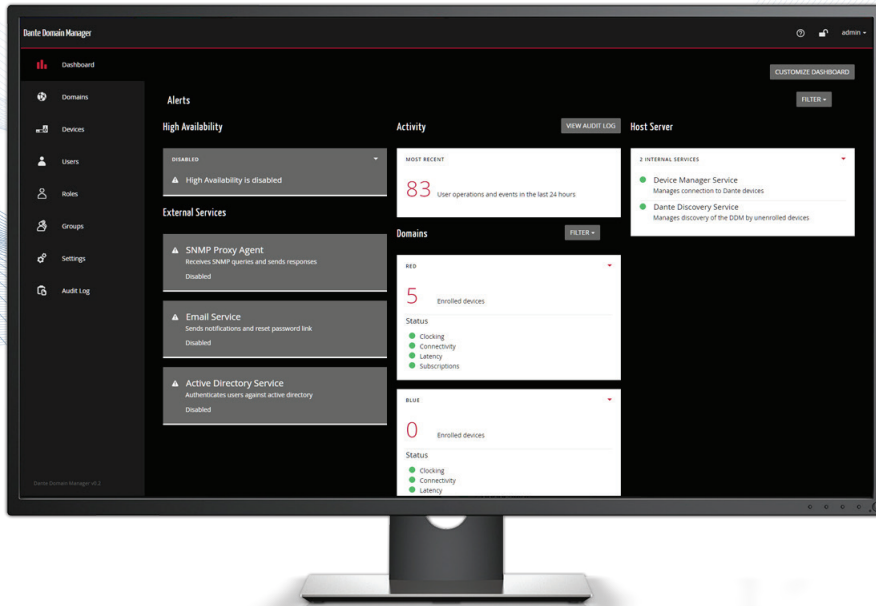 Dante Domain Manager
admin
Dashboard
Domains
Devices
Users
Roles
Groups
Settings
Audit Log
Dante Domain Manager v0.2
CUSTOMIZE DASHBOARD
Alerts
FILTER
High Availability
DISABLED
High Availability is disabled
External Services
SNMP Proxy Agent
Receives SNMP queries and sends responses
Disabled
Email Service
Sends notifications and reset password link
Disabled
Active Directory Service
Authenticates users against active directory
Disabled
Activity
VIEW AUDIT LOG
MOST RECENT
83 User operations and events in the last 24 hours
Domains
FILTER
RED
5 Enrolled devices
Status
Clocking
Connectivity
Latency
Subscriptions
BLUE
0 Enrolled devices
Status
Clocking
Connectivity
Latency
Host Server
2 INTERNAL SERVICES
Device Manager Service
Manages connection to Dante devices
Dante Discovery Service
Manages discovery of the DDM by unenrolled devices